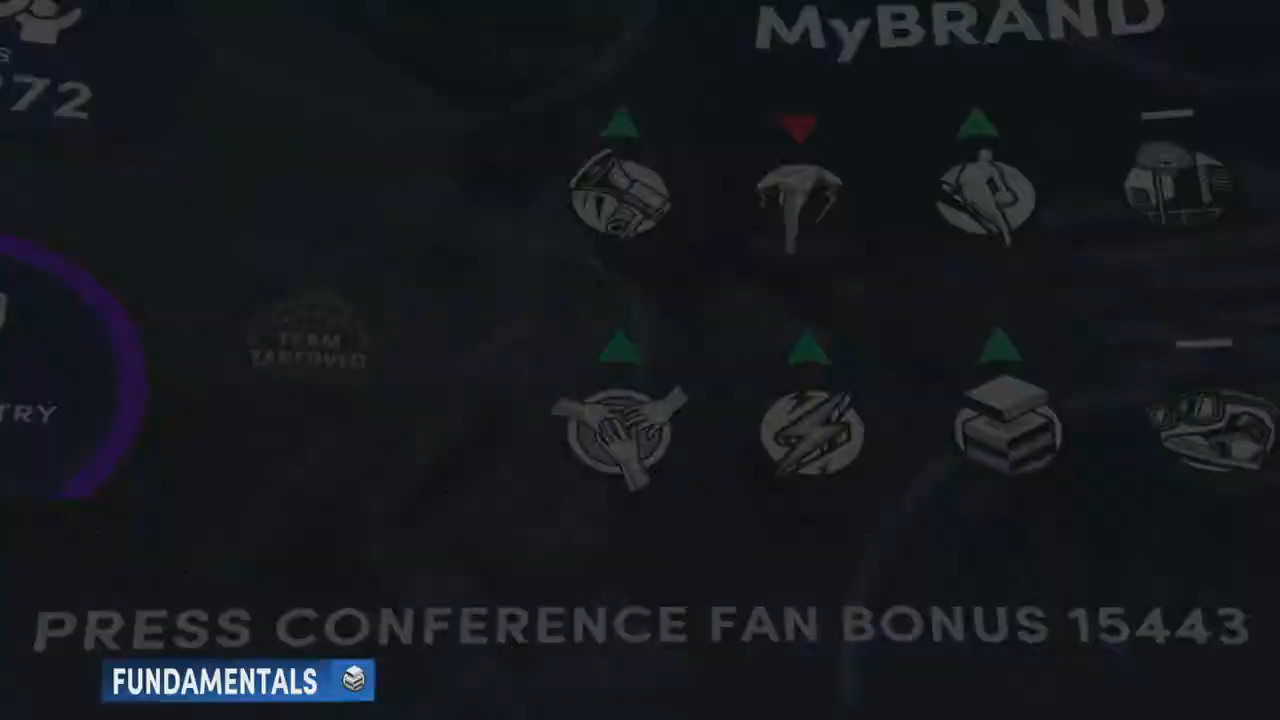 MyBRAND
72
TEAM
TAKEOVER
TRY
PRESS CONFERENCE FAN BONUS 15443
FUNDAMENTALS